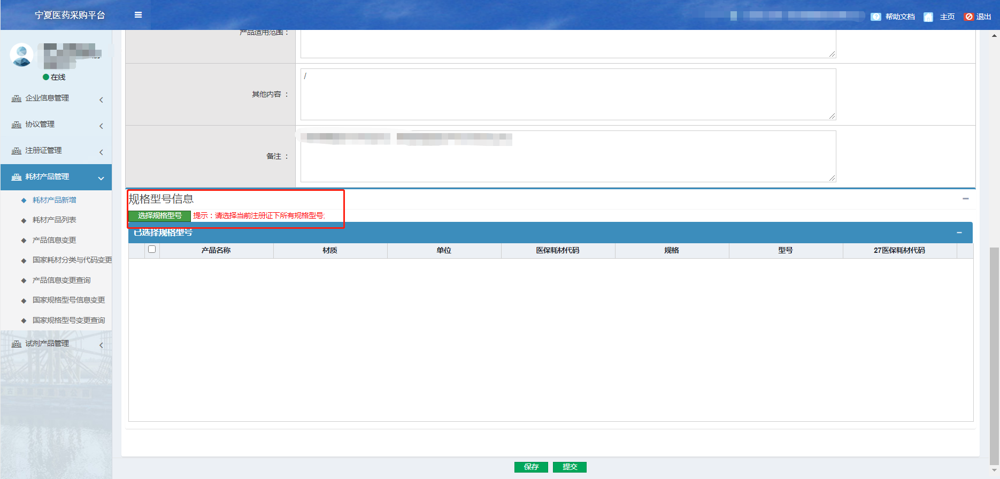 宁夏医药采购平台
帮助文档 主页 退出
在线
企业信息管理
协议管理
注册证管理
耗材产品管理
耗材产品新增
耗材产品列表
产品信息变更
国家耗材分类与代码变更
产品信息变更查询
国家规格型号信息变更
国家规格型号变更查询
试剂产品管理
产品适用范围：
其他内容 ：
/
备注 ：
规格型号信息
选择规格型号 提示：请选择当前注册证下所有规格型号;
已选择规格型号
产品名称 材质 单位 医保耗材代码 规格 型号 27医保耗材代码
保存 提交